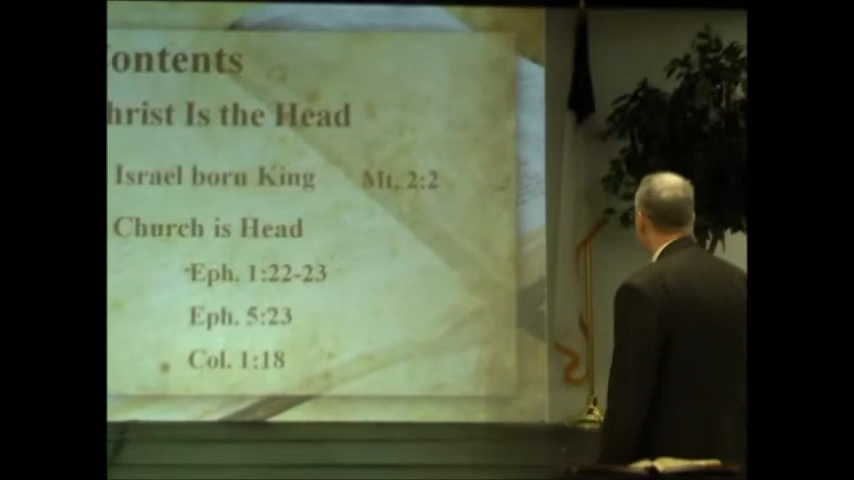 ontents
hrist Is the Head
Israel born King Mt. 2:2
Church is Head
Eph. 1:22-23
Eph. 5:23
Col. 1:18